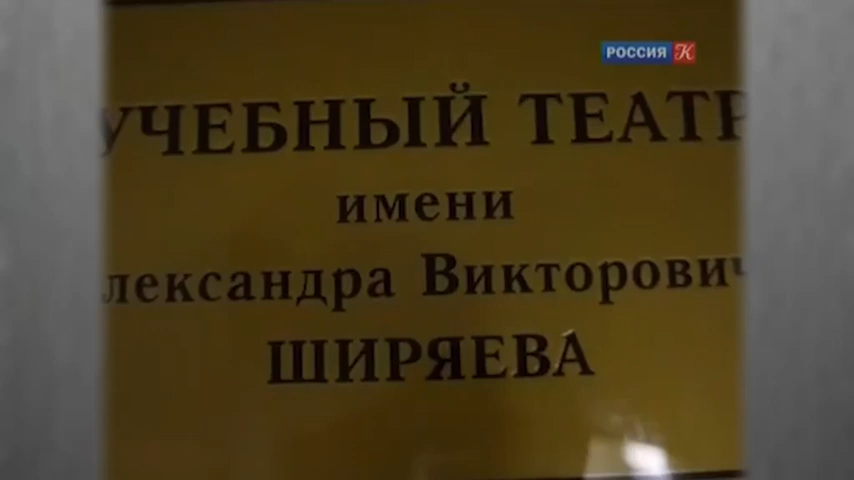 РОССИЯ К
УЧЕБНЫЙ ТЕАТР
имени
лександра Викторович
ШИРЯЕВА